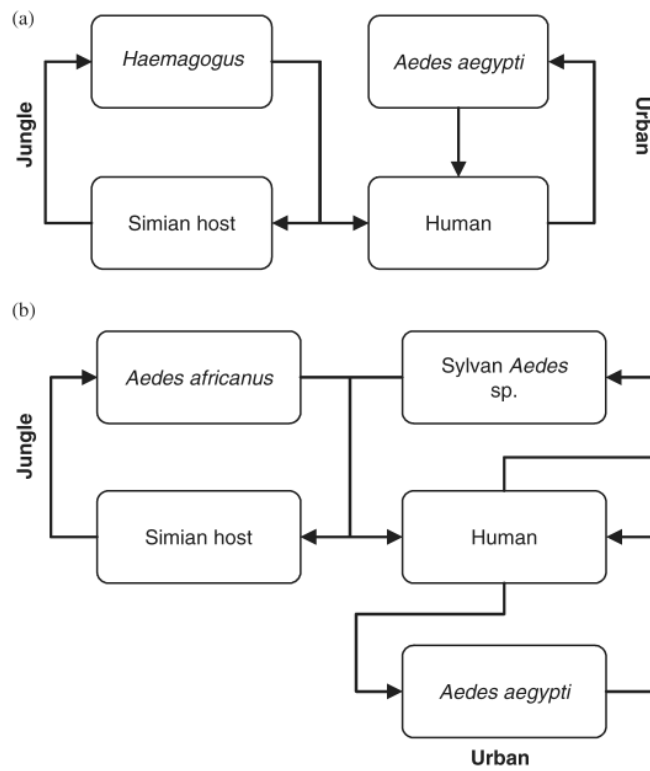 (a)
Haemagogus
Aedes aegypti
Jungle
Urban
Simian host
Human
(b)
Aedes africanus
Sylvan Aedes
sp.
Jungle
Simian host
Human
Aedes aegypti
Urban